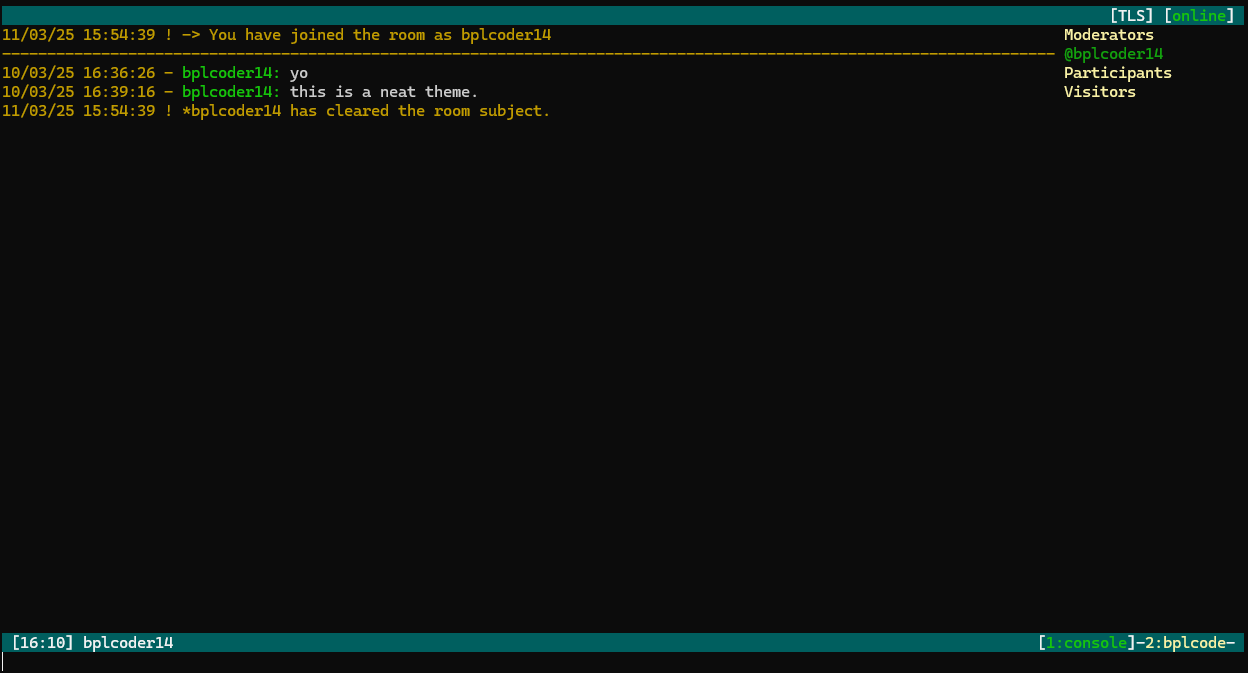 [TLS] [online]
11/03/25 15:54:39 ! -> You have joined the room as bplcoder14
Moderators
@bplcoder14
10/03/25 16:36:26 - bplcoder14: yo
Participants
10/03/25 16:39:16 - bplcoder14: this is a neat theme.
Visitors
11/03/25 15:54:39 ! *bplcoder14 has cleared the room subject.
[16:10] bplcoder14
[1:console]-2:bplcode-